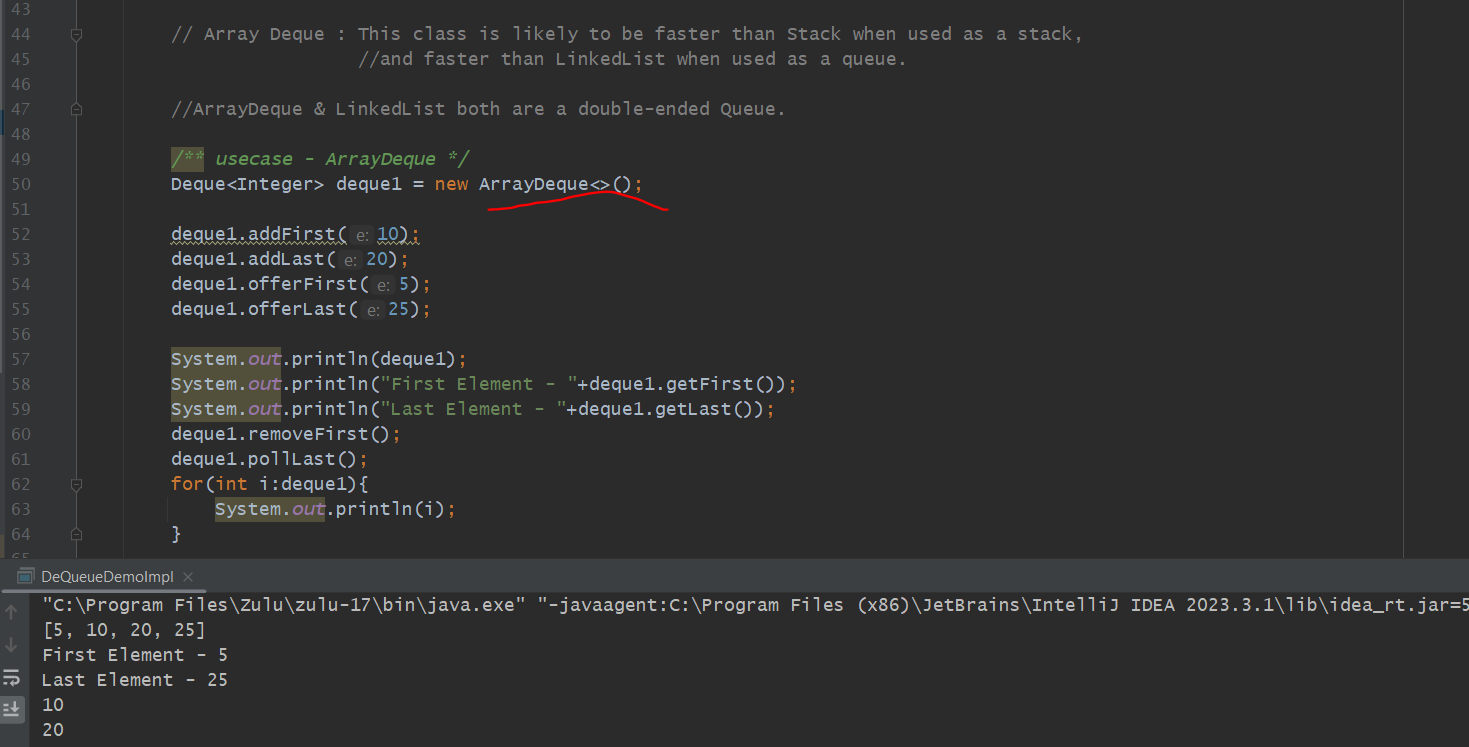 43
44 // Array Deque : This class is likely to be faster than Stack when used as a stack,
45 //and faster than LinkedList when used as a queue.
46
47 //ArrayDeque & LinkedList both are a double-ended Queue.
48
49 /** usecase - ArrayDeque */
50 Deque<Integer> deque1 = new ArrayDeque<>();
51
52 deque1.addFirst( e: 10);
53 deque1.addLast( e: 20);
54 deque1.offerFirst( e: 5);
55 deque1.offerLast( e: 25);
56
57 System.out.println(deque1);
58 System.out.println("First Element - "+deque1.getFirst());
59 System.out.println("Last Element - "+deque1.getLast());
60 deque1.removeFirst();
61 deque1.pollLast();
62 for(int i:deque1){
63 System.out.println(i);
64 }
65
DeQueueDemoImpl
"C:\Program Files\Zulu\zulu-17\bin\java.exe" "-javaagent:C:\Program Files (x86)\JetBrains\IntelliJ IDEA 2023.3.1\lib\idea_rt.jar=5
[5, 10, 20, 25]
First Element - 5
Last Element - 25
10
20